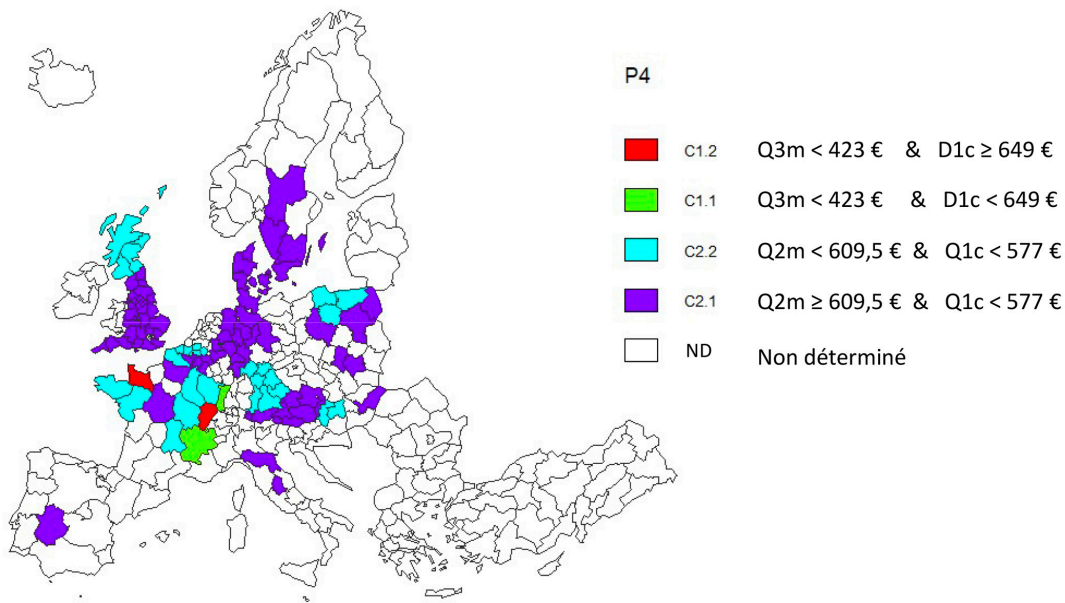 P4
C1.2 Q3m < 423 € & D1c ≥ 649 €
C1.1 Q3m < 423 € & D1c < 649 €
C2.2 Q2m < 609,5 € & Q1c < 577 €
C2.1 Q2m ≥ 609,5 € & Q1c < 577 €
ND Non déterminé